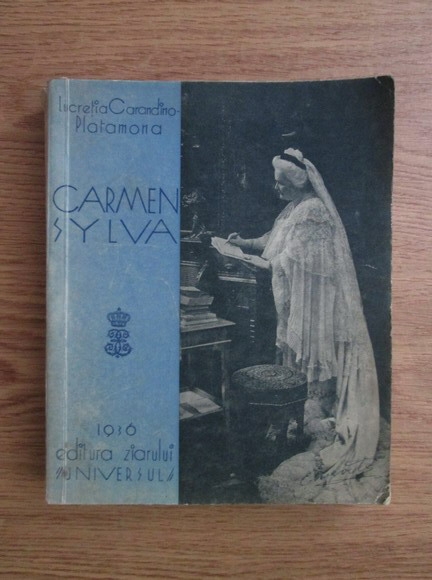 Lucreția Carandino-
Platamona
CARMEN
SYLVA
1936
editura ziarului
"UNIVERSUL"